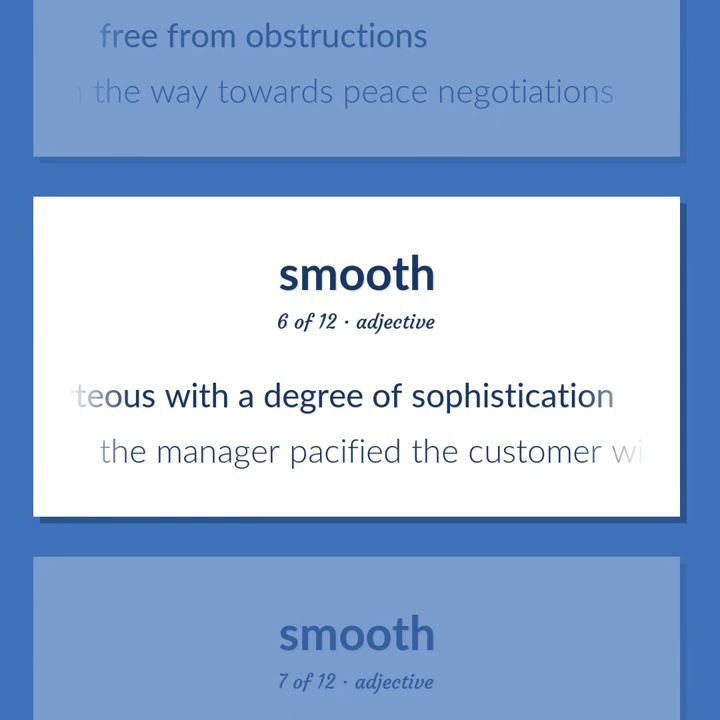 free from obstructions
the way towards peace negotiations
smooth
6 of 12 · adjective
teous with a degree of sophistication
the manager pacified the customer wi
smooth
7 of 12 · adjective